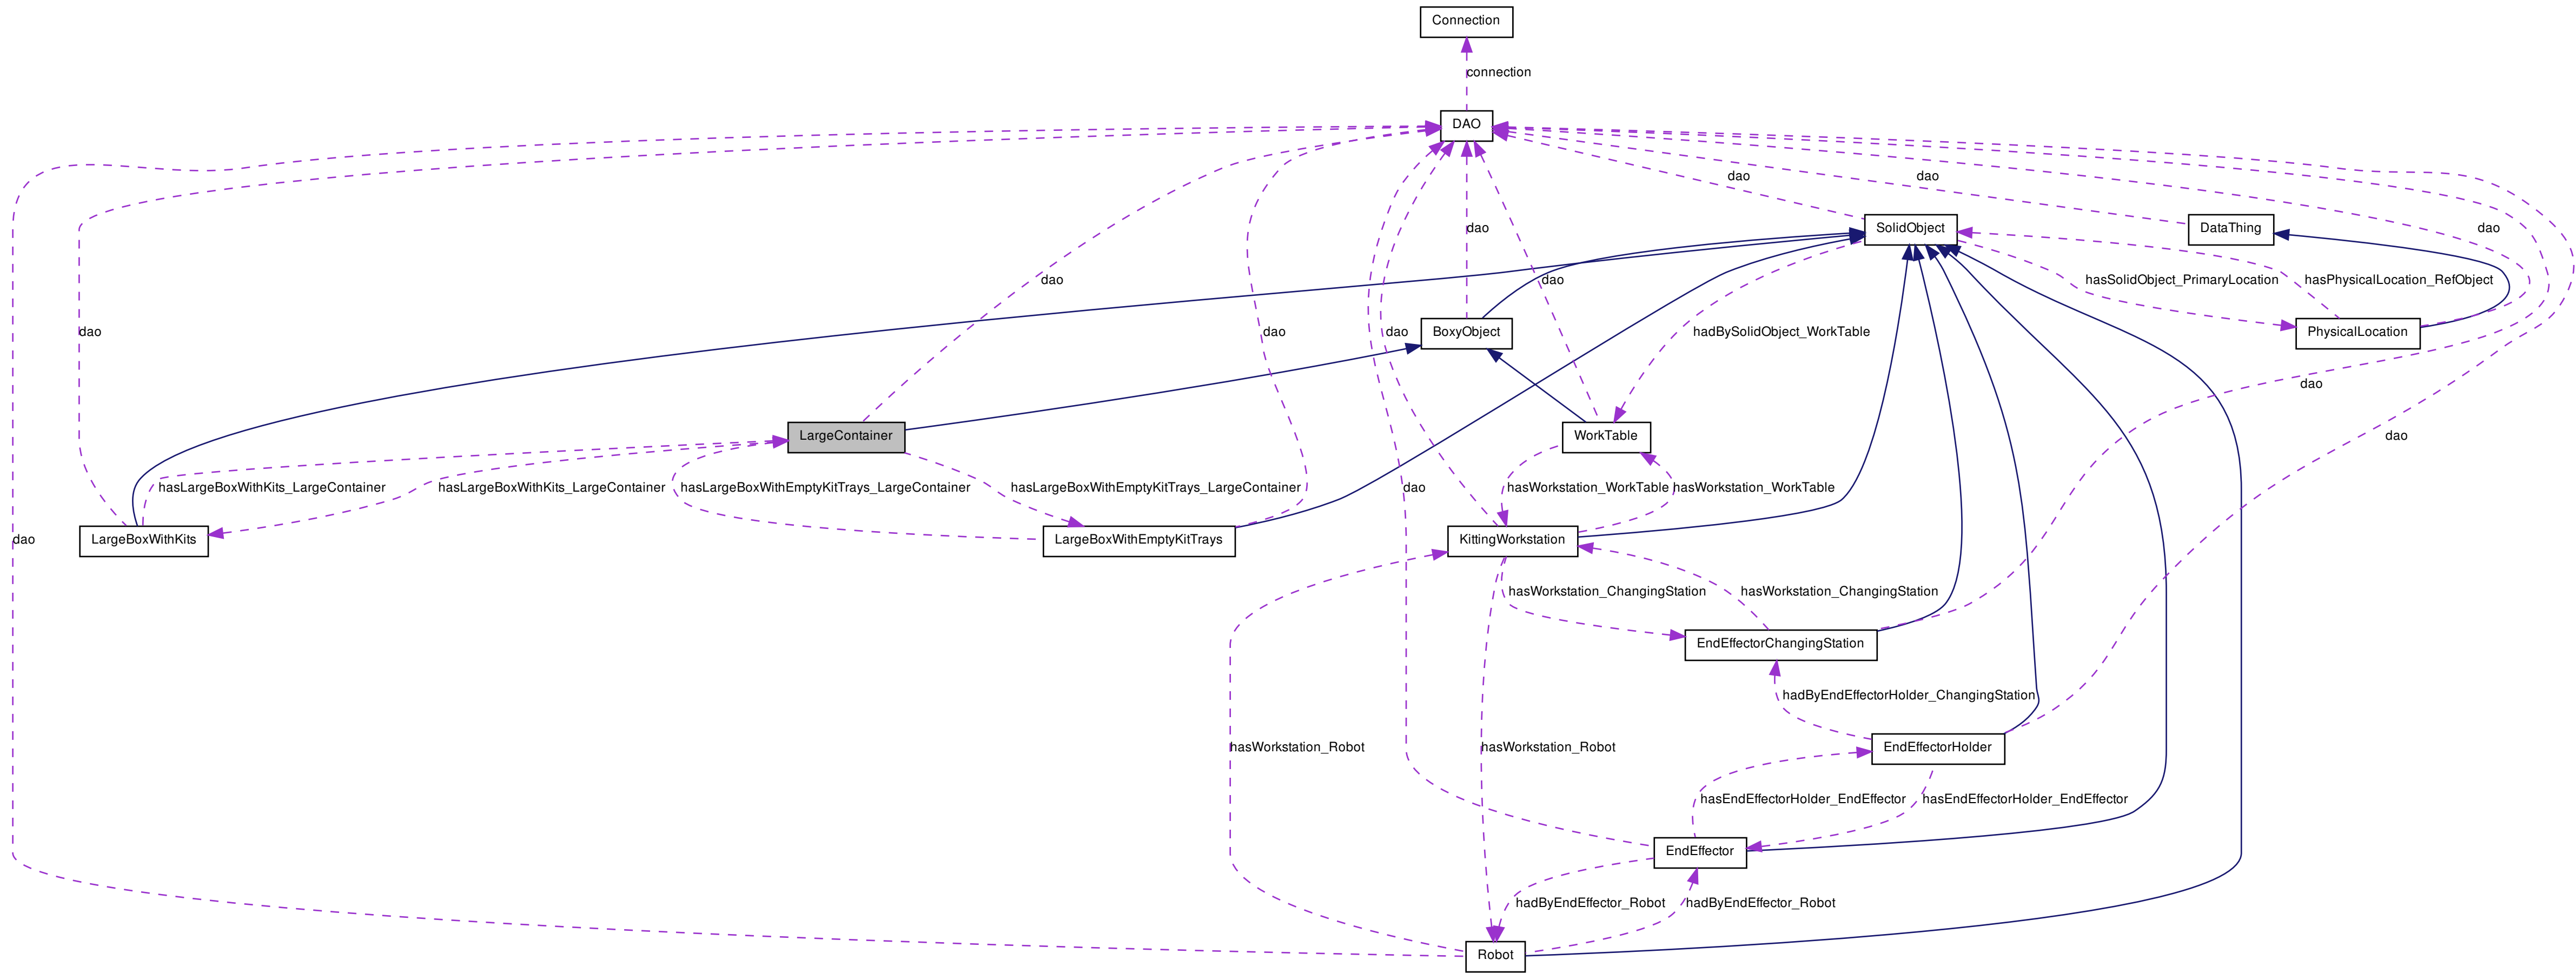 Connection
connection
DAO
dao
dao
SolidObject
DataThing
dao
dao
dao
dao
hasSolidObject_PrimaryLocation
hasPhysicalLocation_RefObject
dao
dao
dao
BoxyObject
hadBySolidObject_WorkTable
PhysicalLocation
dao
LargeContainer
WorkTable
dao
hasLargeBoxWithKits_LargeContainer
hasLargeBoxWithKits_LargeContainer
hasLargeBoxWithEmptyKitTrays_LargeContainer
hasLargeBoxWithEmptyKitTrays_LargeContainer
dao
hasWorkstation_WorkTable
hasWorkstation_WorkTable
dao
LargeBoxWithKits
LargeBoxWithEmptyKitTrays
KittingWorkstation
hasWorkstation_ChangingStation
hasWorkstation_ChangingStation
EndEffectorChangingStation
hadByEndEffectorHolder_ChangingStation
hasWorkstation_Robot
hasWorkstation_Robot
EndEffectorHolder
hasEndEffectorHolder_EndEffector
hasEndEffectorHolder_EndEffector
EndEffector
hadByEndEffector_Robot
hadByEndEffector_Robot
Robot